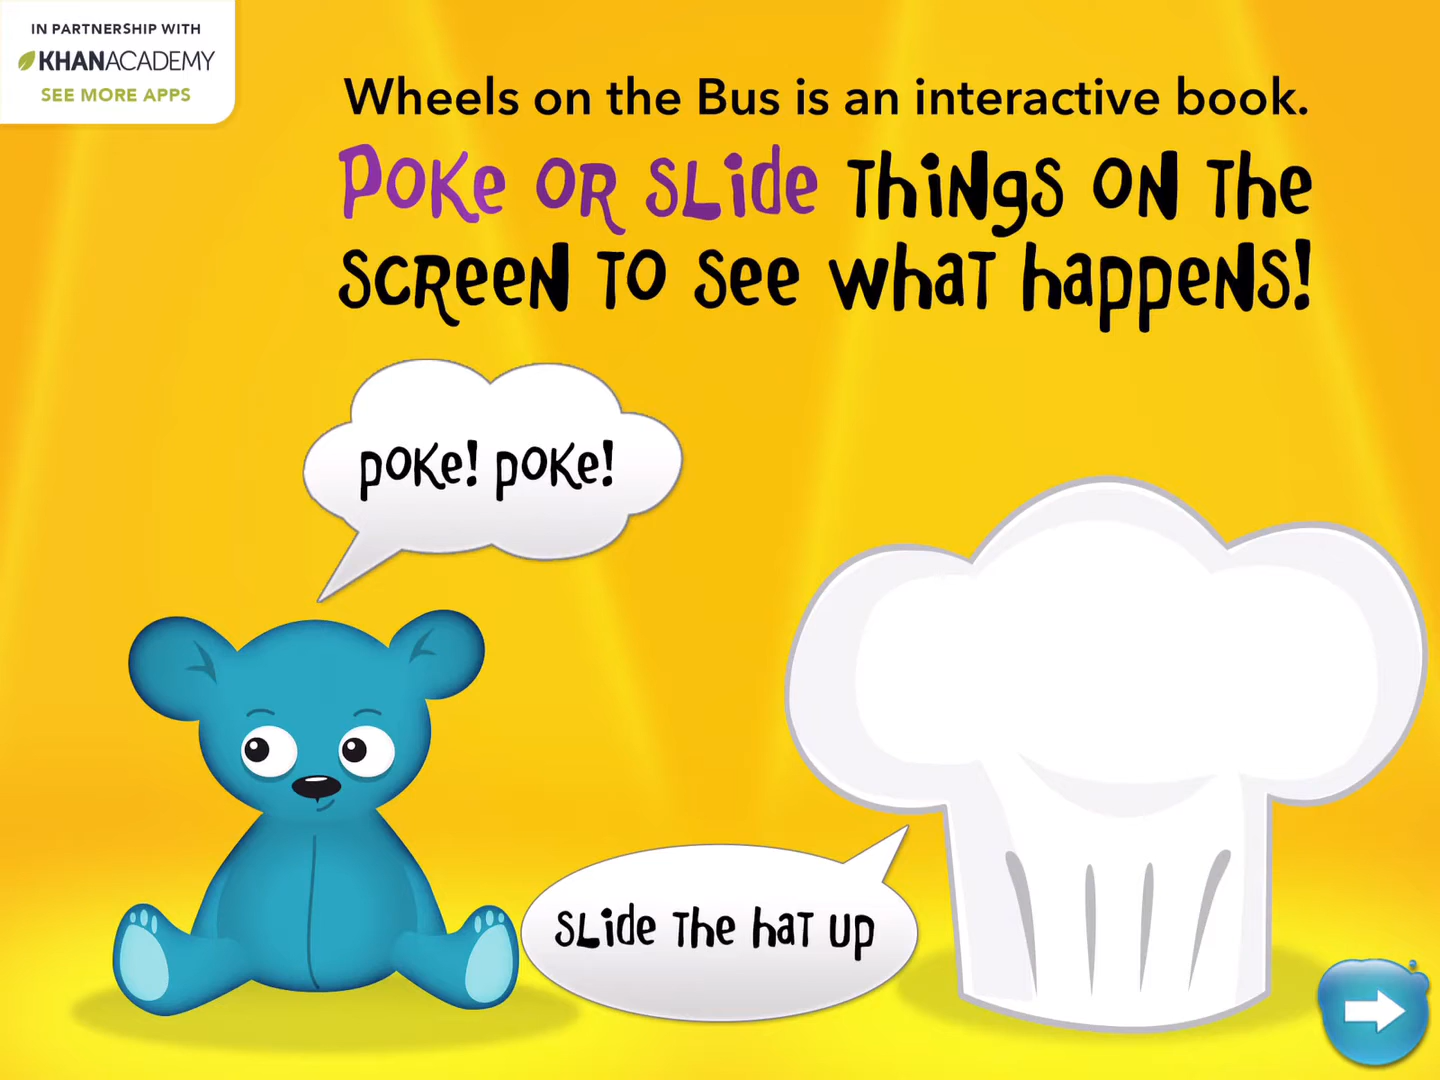 IN PARTNERSHIP WITH
KHANACADEMY
SEE MORE APPS
Wheels on the Bus is an interactive book.
Poke or slide things on the
screen to see what happens!
poke! poke!
slide the hat up